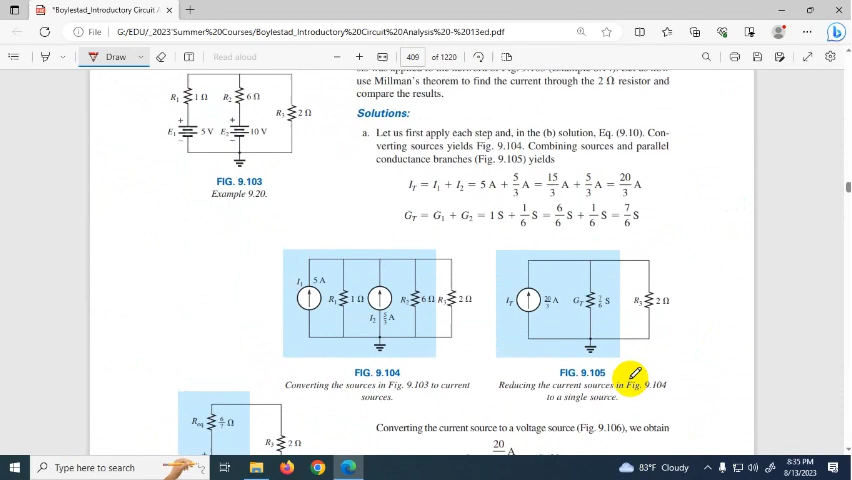 *Boylestad_Introductory Circuit A
File
G:/EDU/_2023'Summer%20Courses/Boylestad_Introductory%20Circuit%20Analysis%20-%2013ed.pdf
Draw
Read aloud
409
of 1220
use Millman's theorem to find the current through the 2 Ω resistor and
compare the results.
Solutions:
a. Let us first apply each step and, in the (b) solution, Eq. (9.10). Con-
verting sources yields Fig. 9.104. Combining sources and parallel
conductance branches (Fig. 9.105) yields
R1 1 Ω R2 6 Ω
R3 2 Ω
E1 5 V E2 10 V
FIG. 9.103
Example 9.20.
IT = I1 + I2 = 5 A + 5/3 A = 15/3 A + 5/3 A = 20/3 A
GT = G1 + G2 = 1 S + 1/6 S = 6/6 S + 1/6 S = 7/6 S
I1 5 A
R1 1 Ω R2 6 Ω R3 2 Ω
I2 5/3 A
FIG. 9.104
Converting the sources in Fig. 9.103 to current
sources.
IT 20/3 A GT 7/6 S R3 2 Ω
FIG. 9.105
Reducing the current sources in Fig. 9.104
to a single source.
Req 6/7 Ω
R3 2 Ω
Converting the current source to a voltage source (Fig. 9.106), we obtain
20
A
Type here to search
83°F Cloudy
8:35 PM
8/13/2023